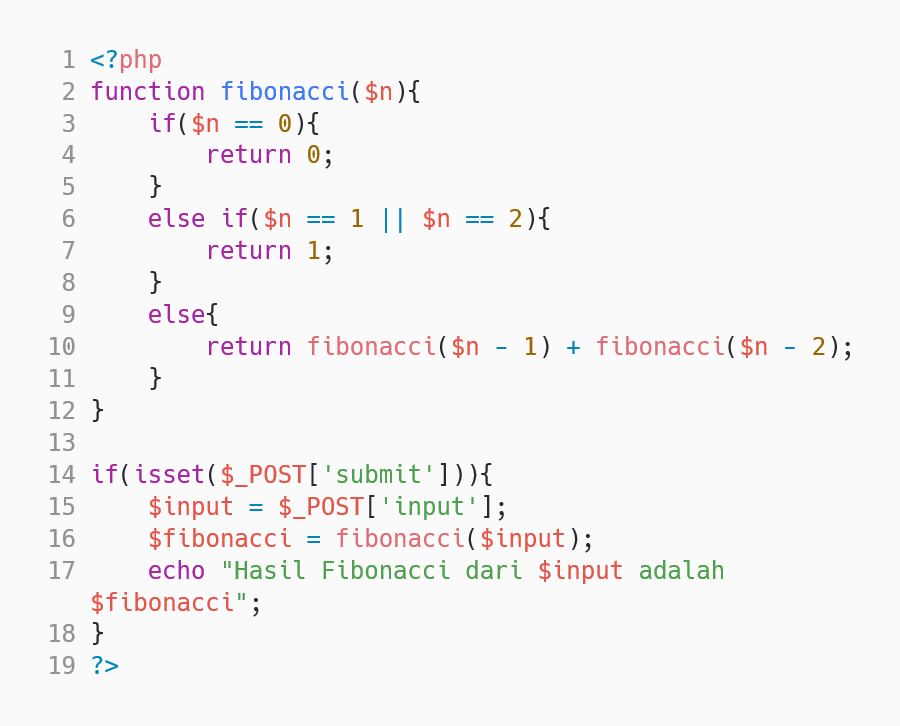 1 <?php
2 function fibonacci($n){
3     if($n == 0){
4         return 0;
5     }
6     else if($n == 1 || $n == 2){
7         return 1;
8     }
9     else{
10         return fibonacci($n - 1) + fibonacci($n - 2);
11     }
12 }
13
14 if(isset($_POST['submit'])){
15     $input = $_POST['input'];
16     $fibonacci = fibonacci($input);
17     echo "Hasil Fibonacci dari $input adalah
$fibonacci";
18 }
19 ?>